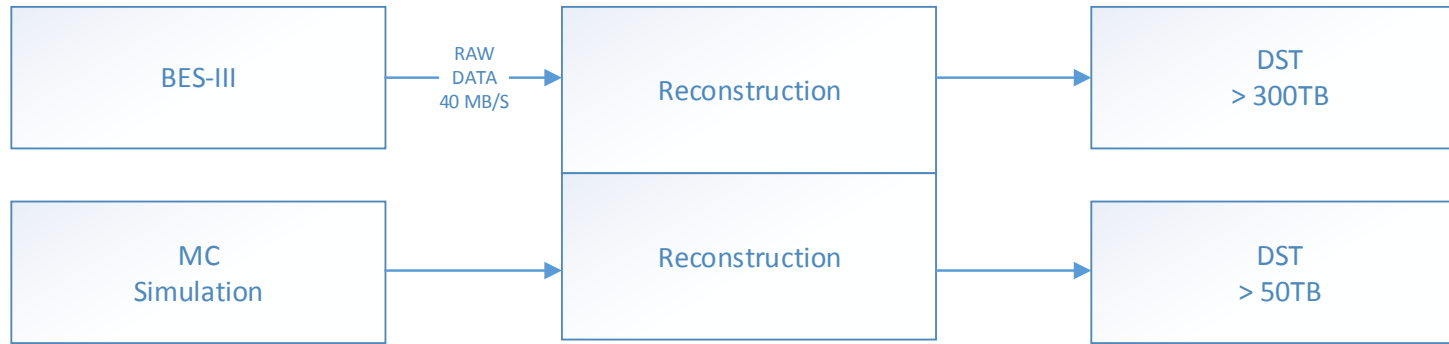 BES-III
RAW
DATA
40 MB/S
Reconstruction
DST
> 300TB
MC
Simulation
Reconstruction
DST
> 50TB